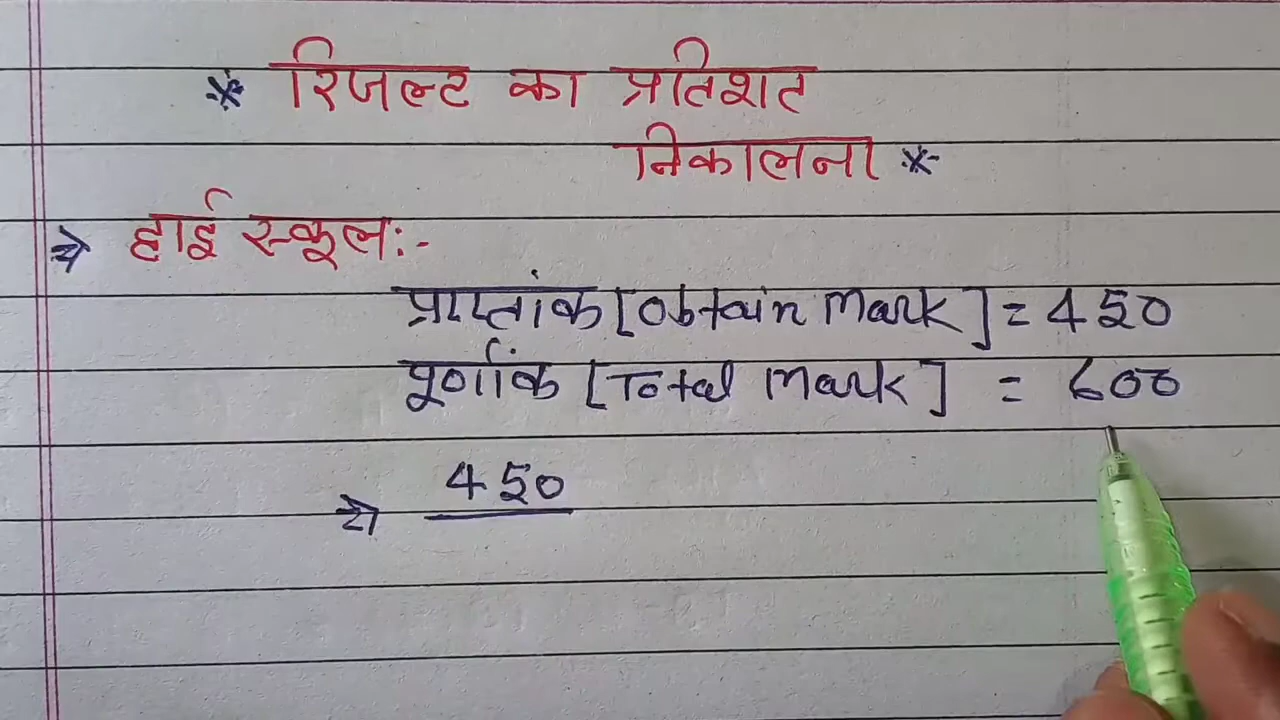 * रिजल्ट का प्रतिशत
निकालना *
⇒ हाई स्कूल:-
प्राप्तांक [Obtain Mark] = 450
पूर्णांक [Total Mark] = 600
⇒ 450